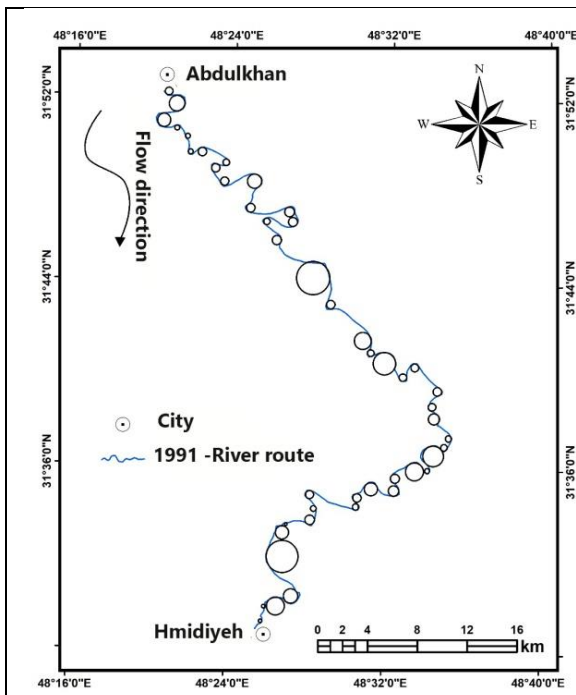 48°16'0"E 48°24'0"E 48°32'0"E 48°40'0"E
Abdulkhan
N
W E
S
31°52'0"N 31°52'0"N
Flow direction
31°44'0"N 31°44'0"N
City
1991 -River route
31°36'0"N 31°36'0"N
Hmidiyeh
0 2 4 8 12 16
km
48°16'0"E 48°24'0"E 48°32'0"E 48°40'0"E